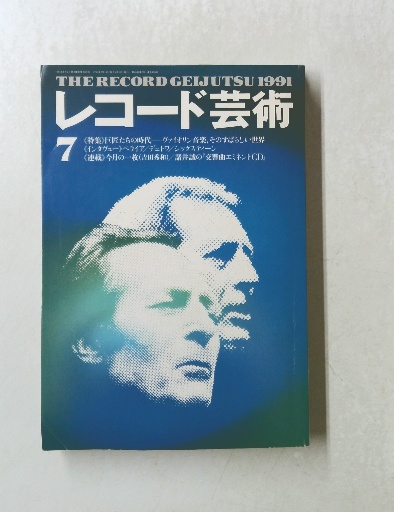 THE RECORD GEIJUTSU 1991
レコード芸術
7
《特集》巨匠たちの時代──ヴァイオリン音楽、そのすばらしい世界
《インタヴュー》ペライア/デュトワ/シックスティーン
《連載》今月の一枚(吉田秀和)/諸井誠の「交響曲エミネントCD」